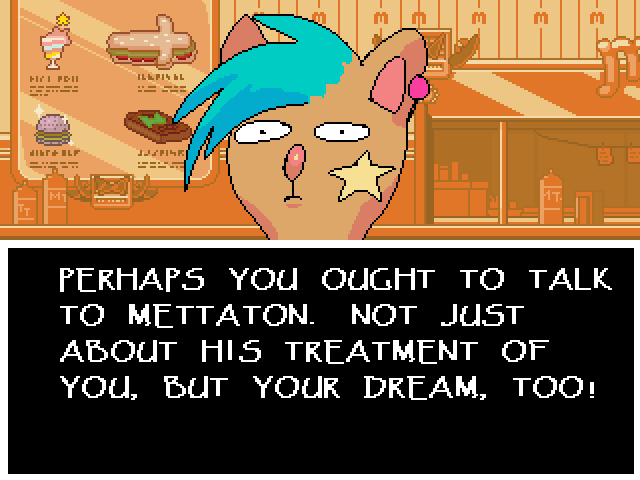 PERHAPS YOU OUGHT TO TALK
TO METTATON. NOT JUST
ABOUT HIS TREATMENT OF
YOU, BUT YOUR DREAM, TOO!